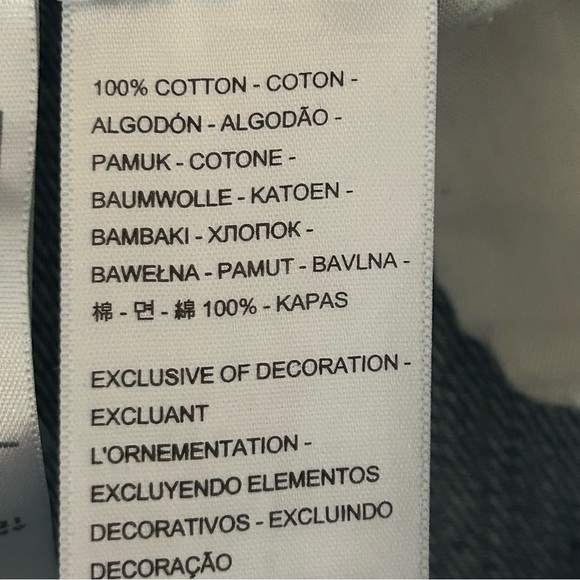 100% COTTON - COTON -
ALGODÓN - ALGODÃO -
PAMUK - COTONE -
BAUMWOLLE - KATOEN -
BAMBAKI - ХЛОПОК -
BAWEŁNA - PAMUT - BAVLNA -
棉 - 면 - 綿 100% - KAPAS
EXCLUSIVE OF DECORATION -
EXCLUANT
L'ORNEMENTATION -
EXCLUYENDO ELEMENTOS
DECORATIVOS - EXCLUINDO
DECORAÇÃO